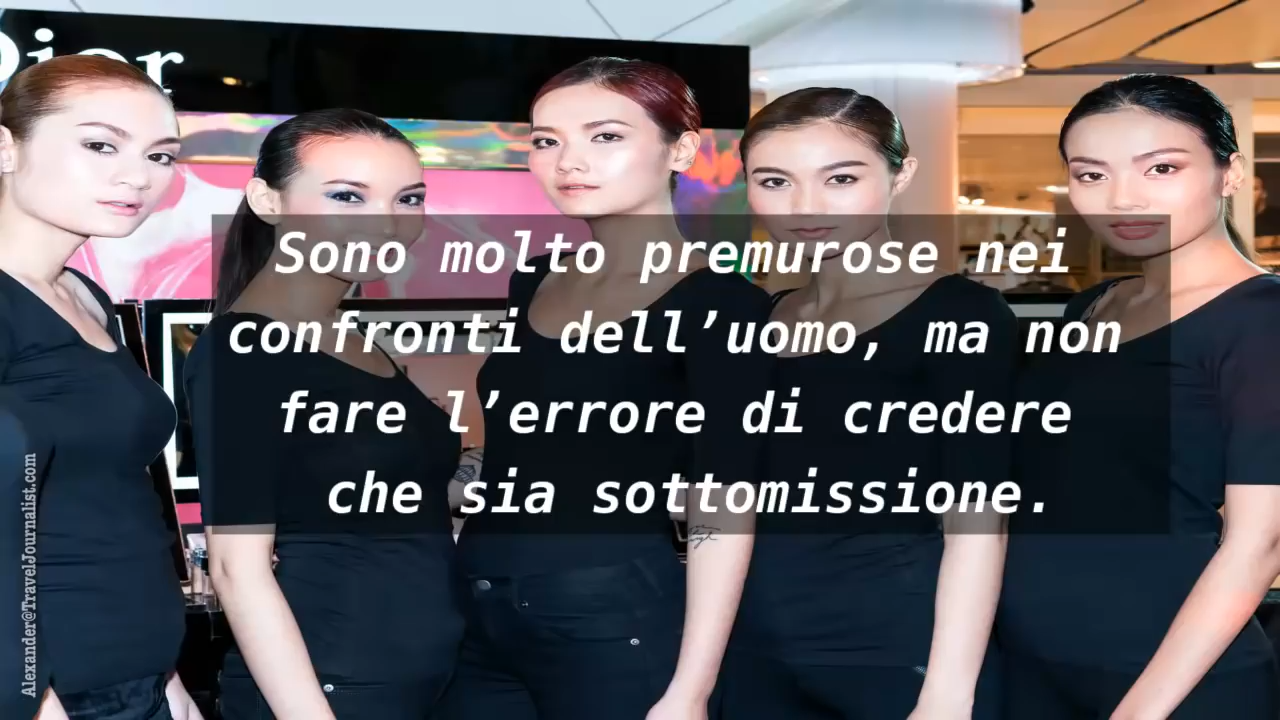 Dior
Sono molto premurose nei
confronti dell’uomo, ma non
fare l’errore di credere
che sia sottomissione.
Alexander@TravelJournalist.com